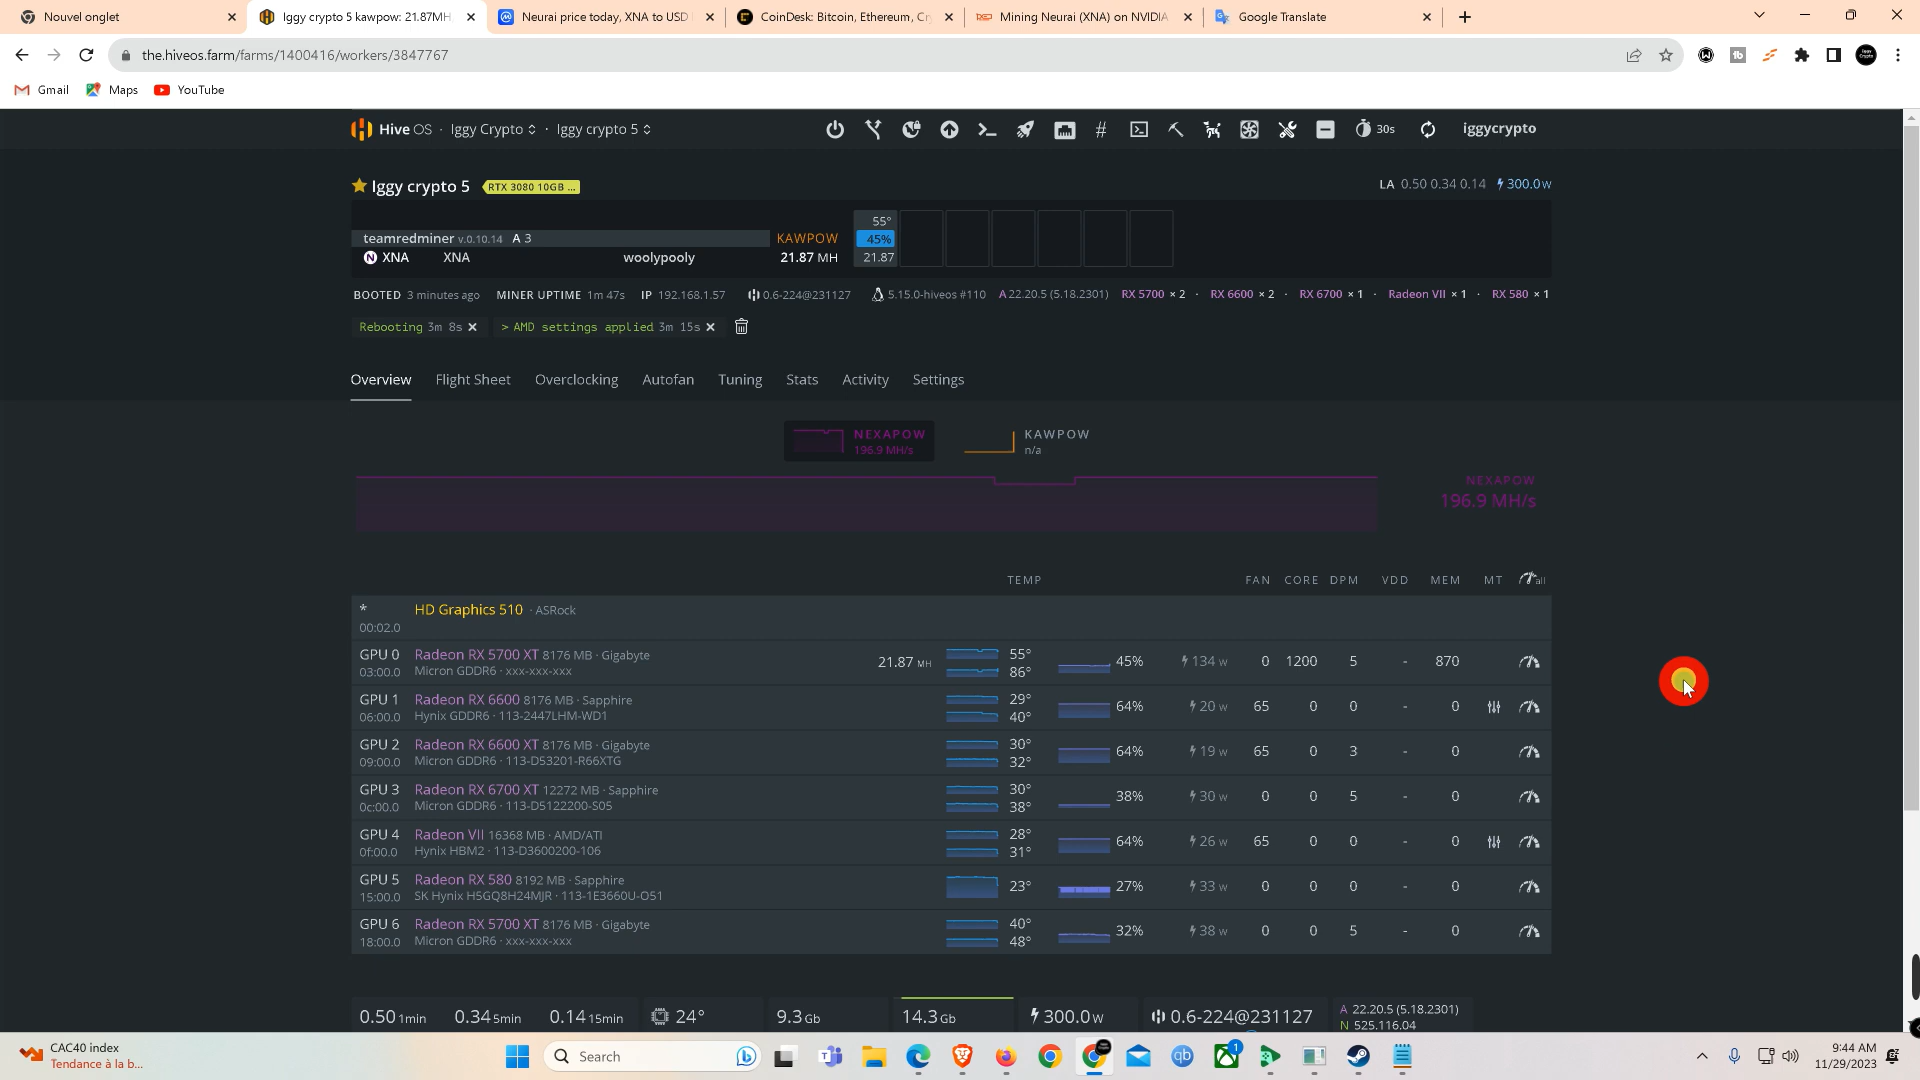 Nouvel onglet
Iggy crypto 5 kawpow: 21.87MH
Neurai price today, XNA to USD
CoinDesk: Bitcoin, Ethereum, Cr
Mining Neurai (XNA) on NVIDIA
Google Translate
the.hiveos.farm/farms/1400416/workers/3847767
Gmail Maps YouTube
Hive OS · Iggy Crypto · Iggy crypto 5 30s iggycrypto
Iggy crypto 5 RTX 3080 10GB ... LA 0.50 0.34 0.14 300.0 W
55°
teamredminer v.0.10.14 A 3 KAWPOW 45%
XNA XNA woolypooly 21.87 MH 21.87
BOOTED 3 minutes ago MINER UPTIME 1m 47s IP 192.168.1.57 0.6-224@231127 5.15.0-hiveos #110 A 22.20.5 (5.18.2301) RX 5700 × 2 · RX 6600 × 2 · RX 6700 × 1 · Radeon VII × 1 · RX 580 × 1
Rebooting 3m 8s × > AMD settings applied 3m 15s ×
Overview Flight Sheet Overclocking Autofan Tuning Stats Activity Settings
NEXAPOW KAWPOW
196.9 MH/s n/a
NEXAPOW
196.9 MH/s
TEMP FAN CORE DPM VDD MEM MT all
* HD Graphics 510 · ASRock
00:02.0
GPU 0 Radeon RX 5700 XT 8176 MB · Gigabyte 21.87 MH 55° 45% 134 W 0 1200 5 - 870
03:00.0 Micron GDDR6 · xxx-xxx-xxx 86°
GPU 1 Radeon RX 6600 8176 MB · Sapphire 29° 64% 20 W 65 0 0 - 0
06:00.0 Hynix GDDR6 · 113-2447LHM-WD1 40°
GPU 2 Radeon RX 6600 XT 8176 MB · Gigabyte 30° 64% 19 W 65 0 3 - 0
09:00.0 Micron GDDR6 · 113-D53201-R66XTG 32°
GPU 3 Radeon RX 6700 XT 12272 MB · Sapphire 30° 38% 30 W 0 0 5 - 0
0c:00.0 Micron GDDR6 · 113-D5122200-S05 38°
GPU 4 Radeon VII 16368 MB · AMD/ATI 28° 64% 26 W 65 0 0 - 0
0f:00.0 Hynix HBM2 · 113-D3600200-106 31°
GPU 5 Radeon RX 580 8192 MB · Sapphire 23° 27% 33 W 0 0 0 - 0
15:00.0 SK Hynix H5GQ8H24MJR · 113-1E3660U-O51
GPU 6 Radeon RX 5700 XT 8176 MB · Gigabyte 40° 32% 38 W 0 0 5 - 0
18:00.0 Micron GDDR6 · xxx-xxx-xxx 48°
0.50 1min 0.34 5min 0.14 15min 24° 9.3 Gb 14.3 Gb 300.0 W 0.6-224@231127 A 22.20.5 (5.18.2301)
N 525.116.04
CAC40 index
Tendance à la b...
Search
9:44 AM
11/29/2023